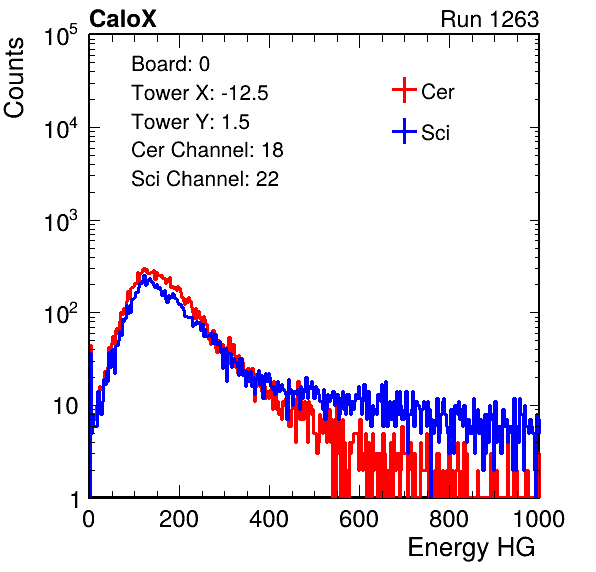 CaloX Run 1263
Counts
Board: 0
Tower X: -12.5
Tower Y: 1.5
Cer Channel: 18
Sci Channel: 22
Cer
Sci
10^5
10^4
10^3
10^2
10
1
0 200 400 600 800 1000
Energy HG